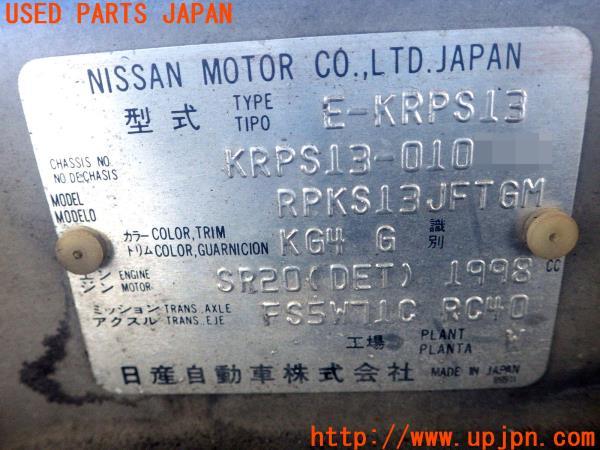 USED PARTS JAPAN
NISSAN MOTOR CO.,LTD.JAPAN
型式 TYPE TIPO E-KRPS13
CHASSIS NO. NO.DE.CHASIS KRPS13-010
MODEL MODELO RPKS13JFTGM
カラー COLOR,TRIM トリム COLOR,GUARNICION KG4 G 識別
エンジン ENGINE MOTOR SR20(DET) 1998 CC
ミッション TRANS.AXLE アクスル TRANS.EJE FS5W71C RC40
工場 PLANT PLANTA
日産自動車株式会社 MADE IN JAPAN
http://www.upjpn.com/